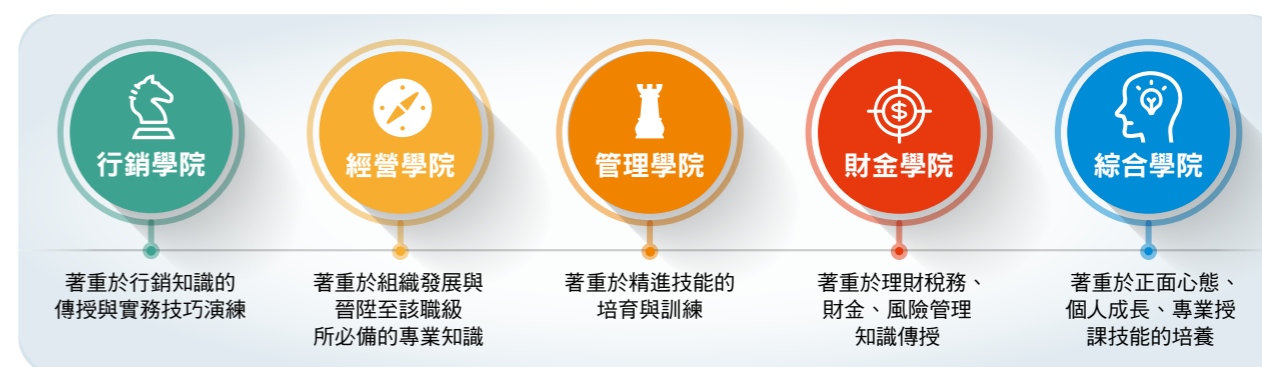 行銷學院
著重於行銷知識的
傳授與實務技巧演練
經營學院
著重於組織發展與
晉陞至該職級
所必備的專業知識
管理學院
著重於精進技能的
培育與訓練
財金學院
著重於理財稅務、
財金、風險管理
知識傳授
綜合學院
著重於正面心態、
個人成長、專業授
課技能的培養
$